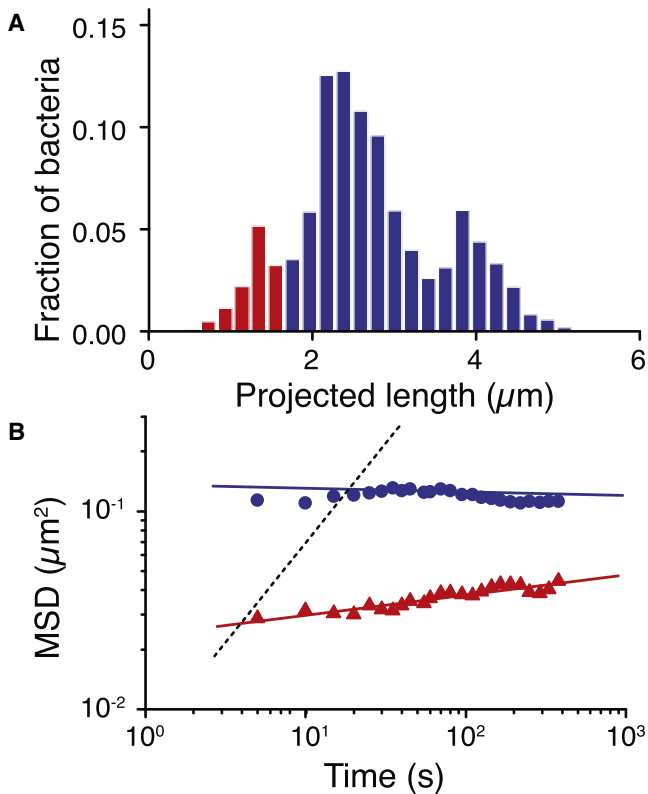 A
Fraction of bacteria
0.15
0.10
0.05
0.00
0 2 4 6
Projected length (μm)
B
MSD (μm²)
10⁻¹
10⁻²
10⁰ 10¹ 10² 10³
Time (s)